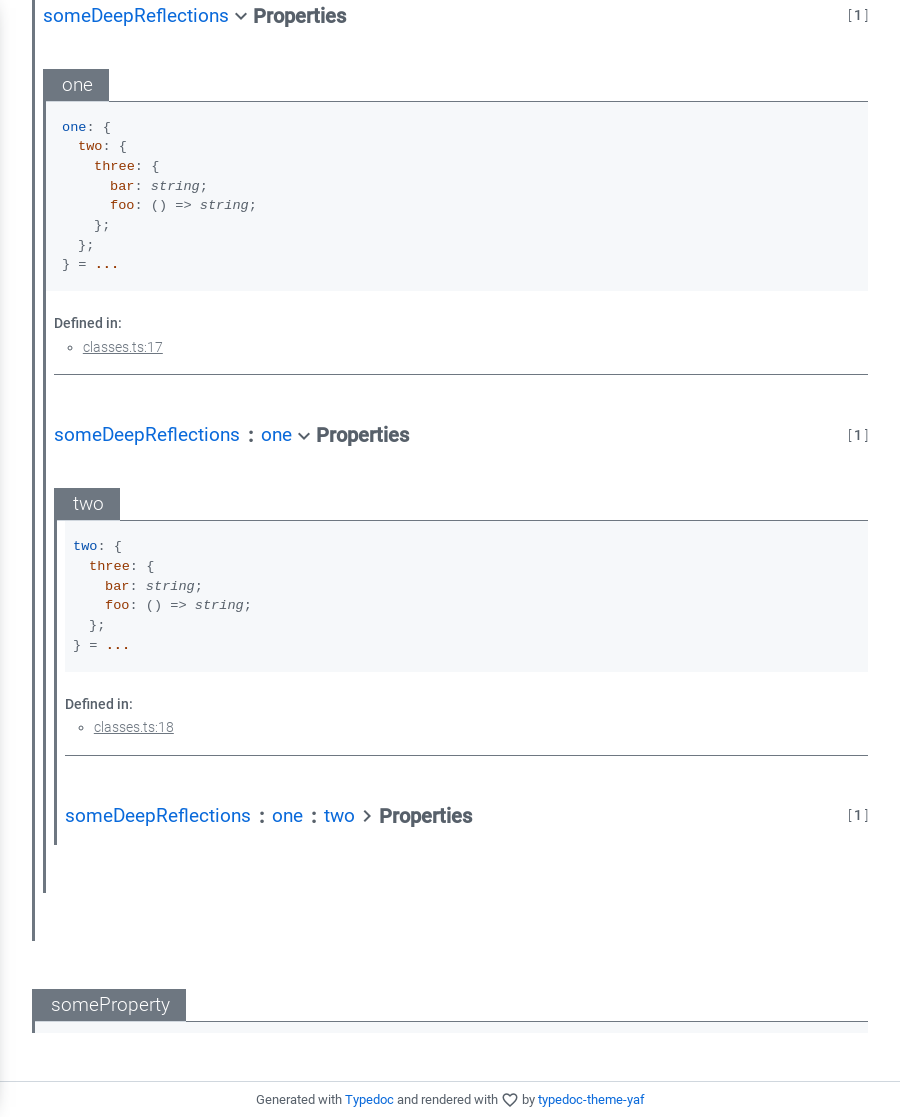 someDeepReflections Properties [ 1 ]
one
one: {
two: {
three: {
bar: string;
foo: () => string;
};
};
} = ...
Defined in:
classes.ts:17
someDeepReflections : one Properties [ 1 ]
two
two: {
three: {
bar: string;
foo: () => string;
};
} = ...
Defined in:
classes.ts:18
someDeepReflections : one : two Properties [ 1 ]
someProperty
Generated with Typedoc and rendered with by typedoc-theme-yaf